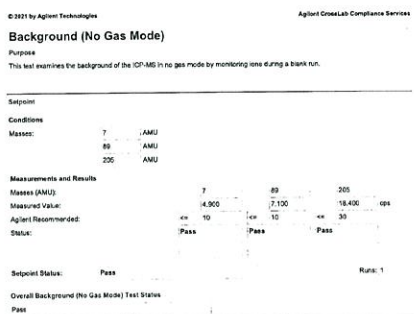 © 2021 by Agilent Technologies Agilent CrossLab Compliance Services
Background (No Gas Mode)
Purpose
This test examines the background of the ICP-MS in no gas mode by monitoring ions during a blank run.
Setpoint
Conditions
Masses: 7 AMU
89 AMU
205 AMU
Measurements and Results
Masses (AMU): 7 89 205
Measured Value: 4.900 7.100 18.400 cps
Agilent Recommended: <= 10 <= 10 <= 30
Status: Pass Pass Pass
Setpoint Status: Pass Runs: 1
Overall Background (No Gas Mode) Test Status
Pass